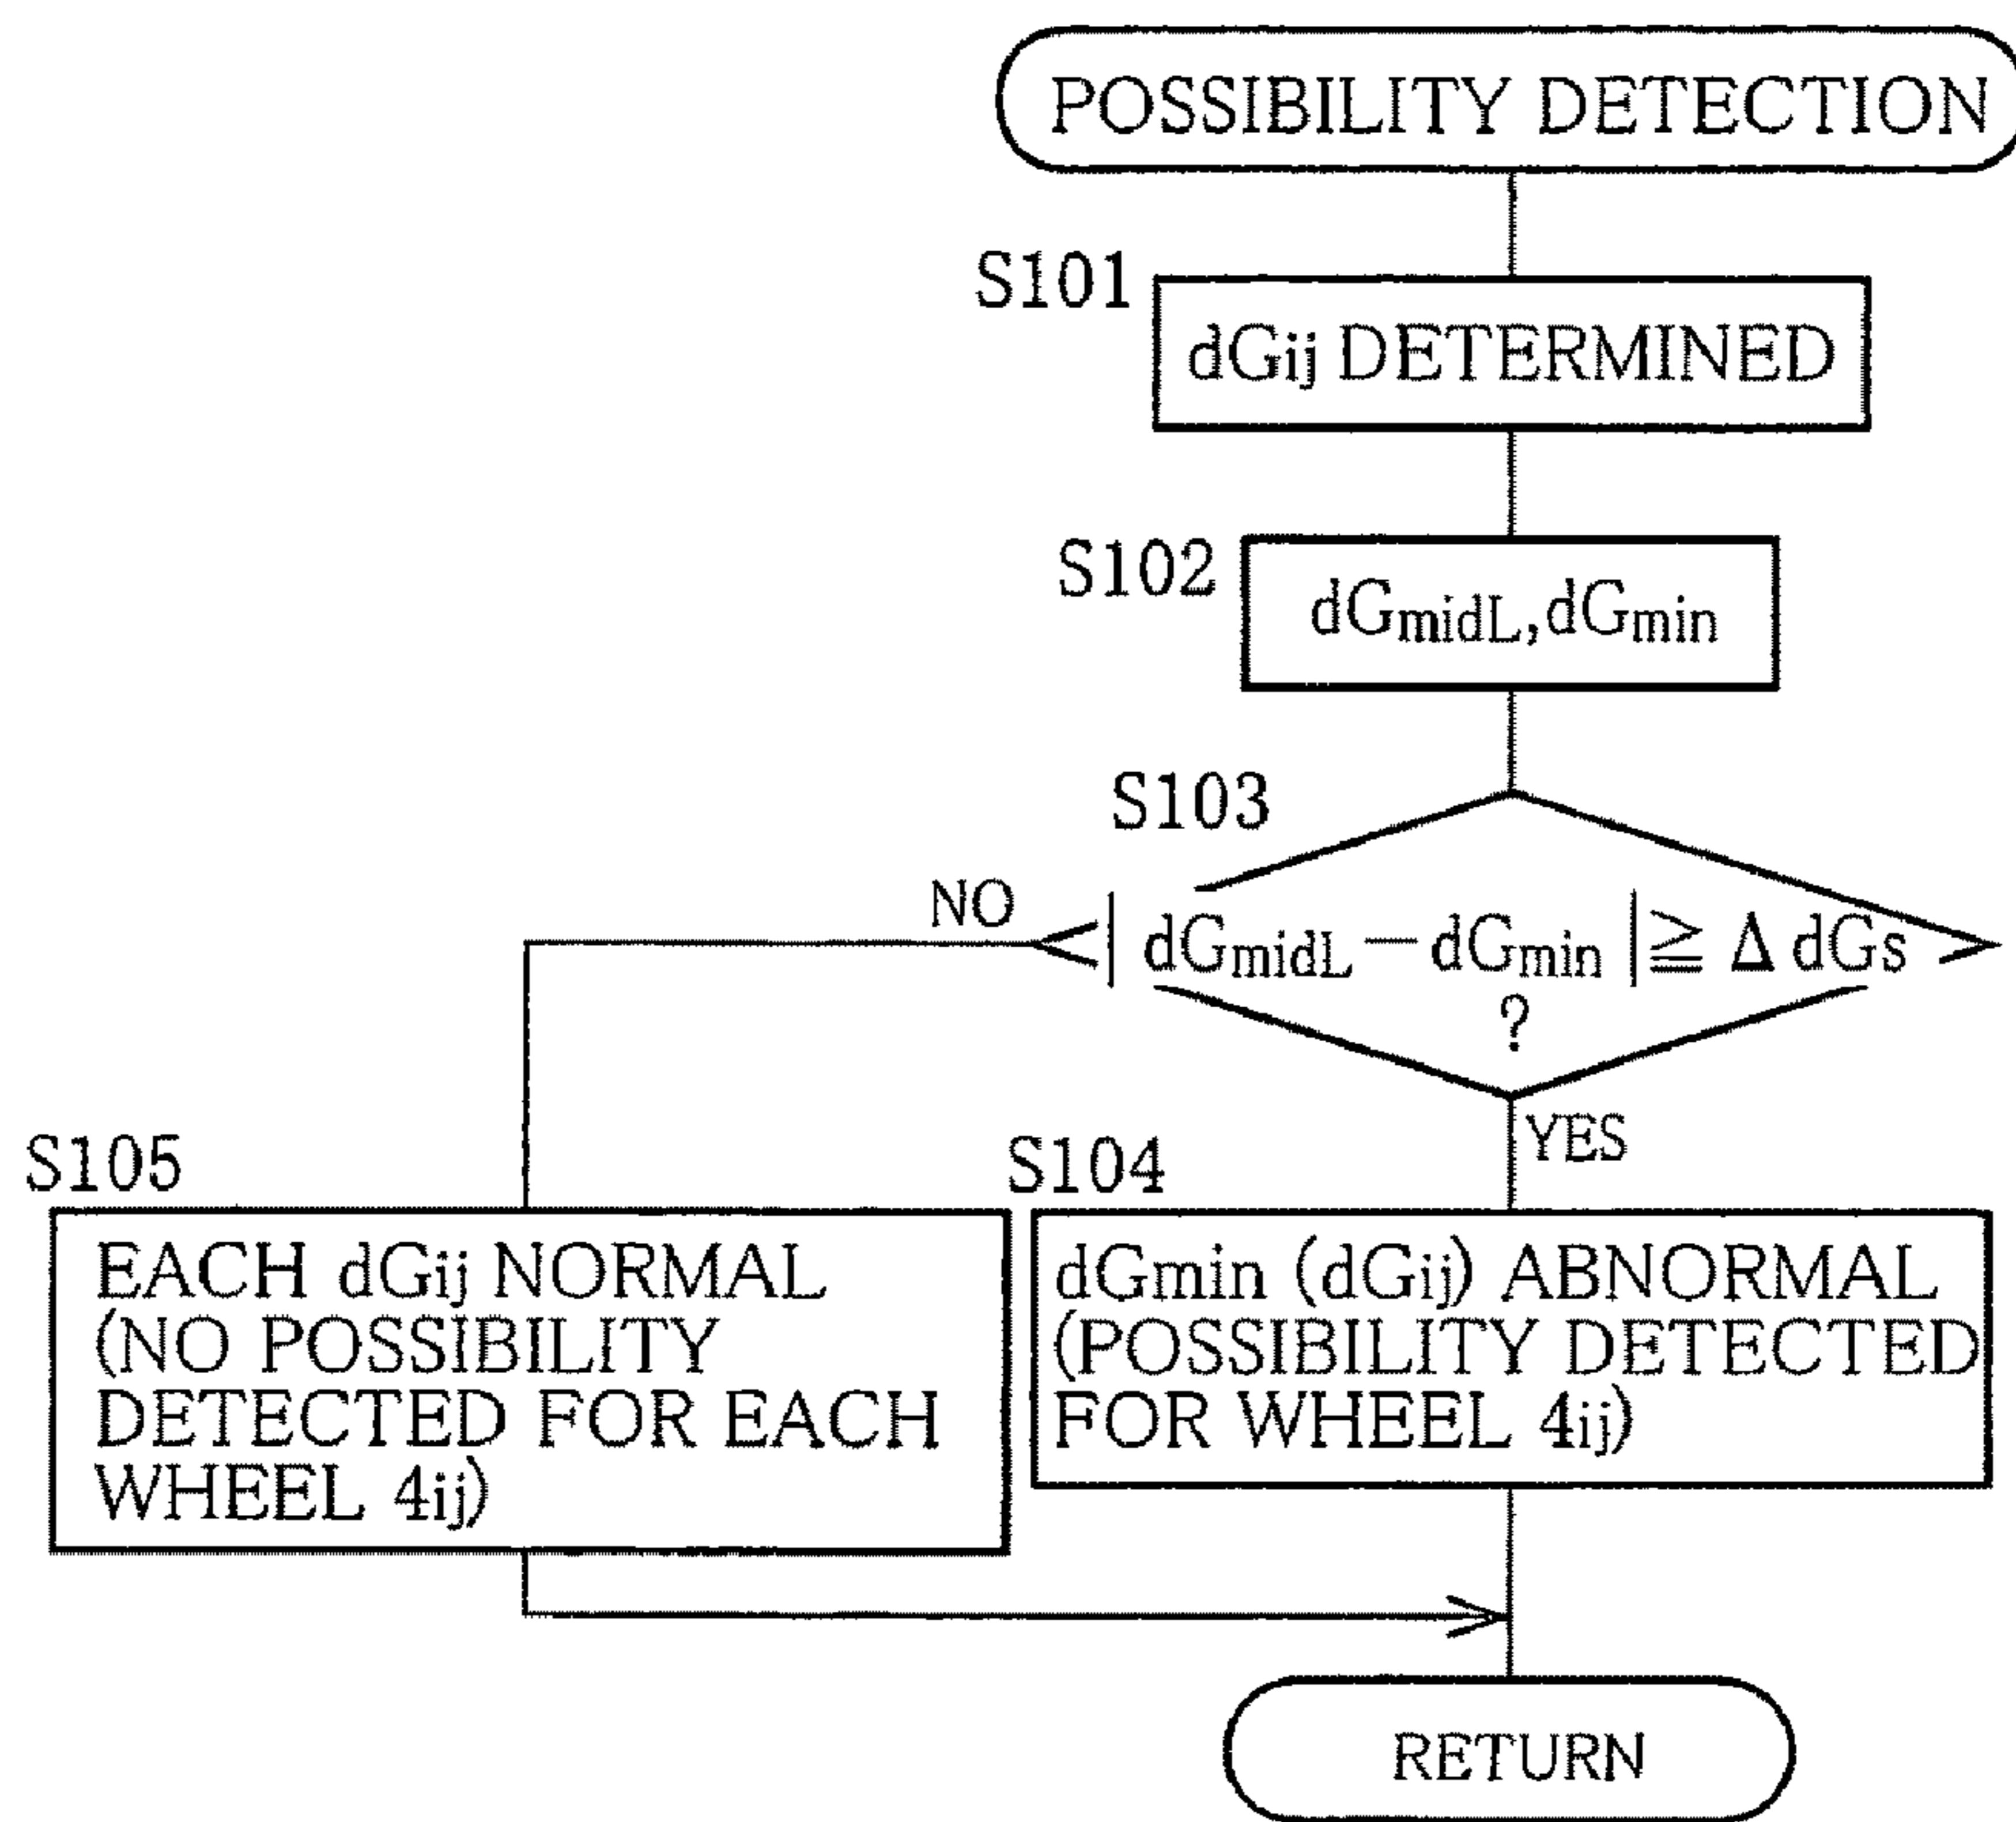 POSSIBILITY DETECTION
S101
dGij DETERMINED
S102
dGmidL,dGmin
S103
NO
| dGmidL－dGmin |≧ Δ dGs
?
YES
S105
EACH dGij NORMAL
(NO POSSIBILITY
DETECTED FOR EACH
WHEEL 4ij)
S104
dGmin (dGij) ABNORMAL
(POSSIBILITY DETECTED
FOR WHEEL 4ij)
RETURN